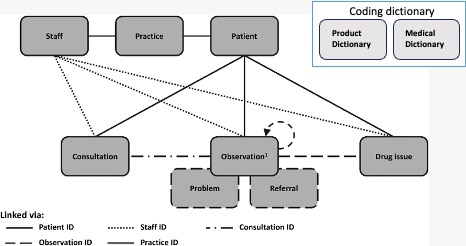 Coding dictionary
Staff
Practice
Patient
Product
Dictionary
Medical
Dictionary
Consultation
Observation¹
Drug issue
Problem
Referral
Linked via:
Patient ID
Staff ID
Consultation ID
Observation ID
Practice ID